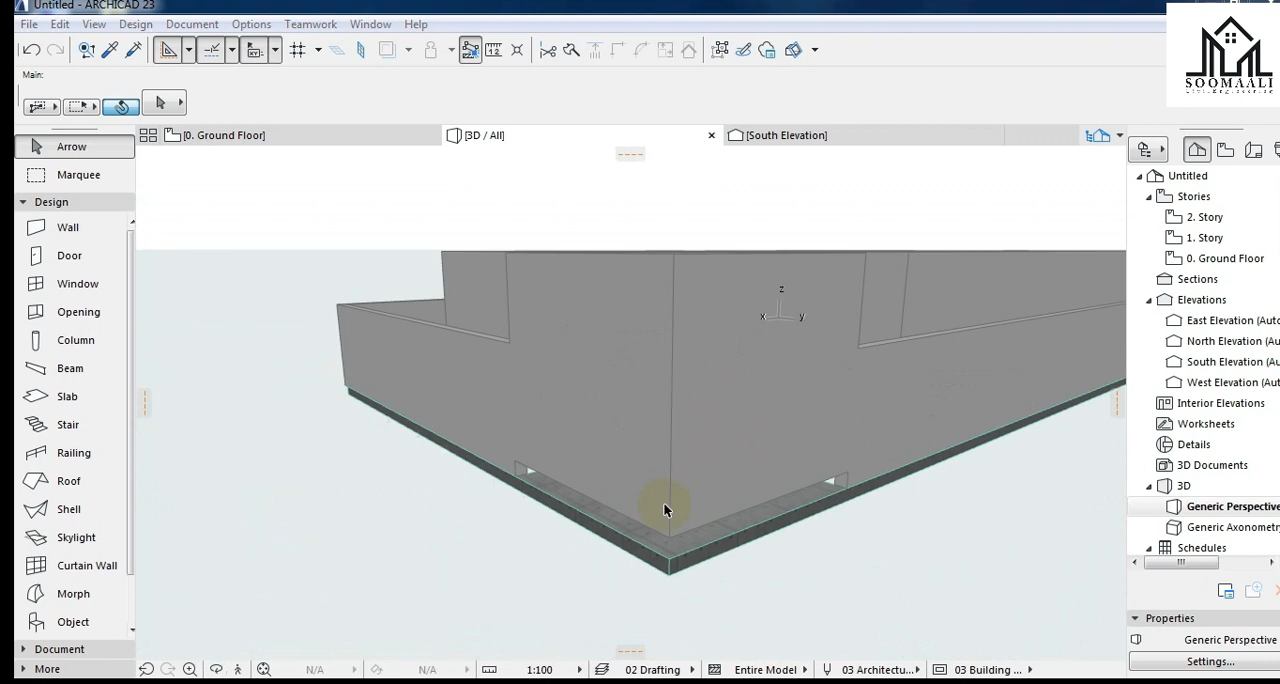 Untitled - ARCHICAD 23
File Edit View Design Document Options Teamwork Window Help
Main:
[0. Ground Floor]
[3D / All]
[South Elevation]
SOOMAALI
Civil Engineering
Arrow
Marquee
Design
Wall
Door
Window
Opening
Column
Beam
Slab
Stair
Railing
Roof
Shell
Skylight
Curtain Wall
Morph
Object
Document
More
z
x
y
Untitled
Stories
2. Story
1. Story
0. Ground Floor
Sections
Elevations
East Elevation (Au
North Elevation (Au
South Elevation (Au
West Elevation (Au
Interior Elevations
Worksheets
Details
3D Documents
3D
Generic Perspective
Generic Axonometr
Schedules
Properties
Generic Perspective
Settings...
N/A
N/A
1:100
02 Drafting
Entire Model
03 Architectu...
03 Building ...